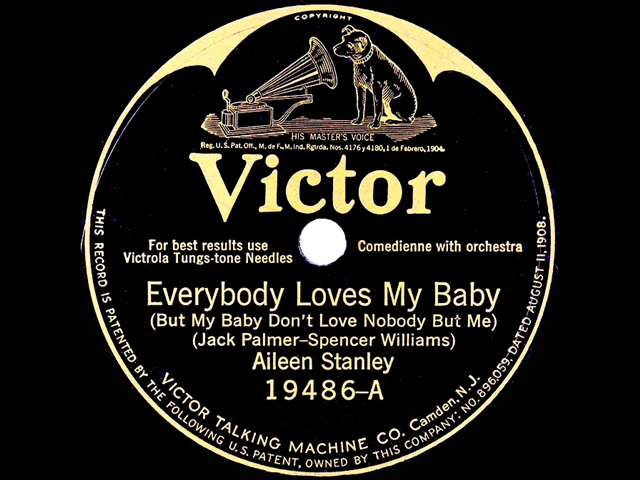 COPYRIGHT
HIS MASTER'S VOICE
Reg. U.S. Pat. Off., M. de F., M. Ind. Rgtrda. Nos. 4176 y 4180, 1 de Febrero, 1904.
Victor
For best results use
Victrola Tungs-tone Needles
Comedienne with orchestra
Everybody Loves My Baby
(But My Baby Don't Love Nobody But Me)
(Jack Palmer–Spencer Williams)
Aileen Stanley
19486–A
VICTOR TALKING MACHINE CO. Camden, N.J.
THIS RECORD IS PATENTED BY THE FOLLOWING U.S. PATENT, OWNED BY THIS COMPANY: NO. 896,059, DATED AUGUST 11, 1908.